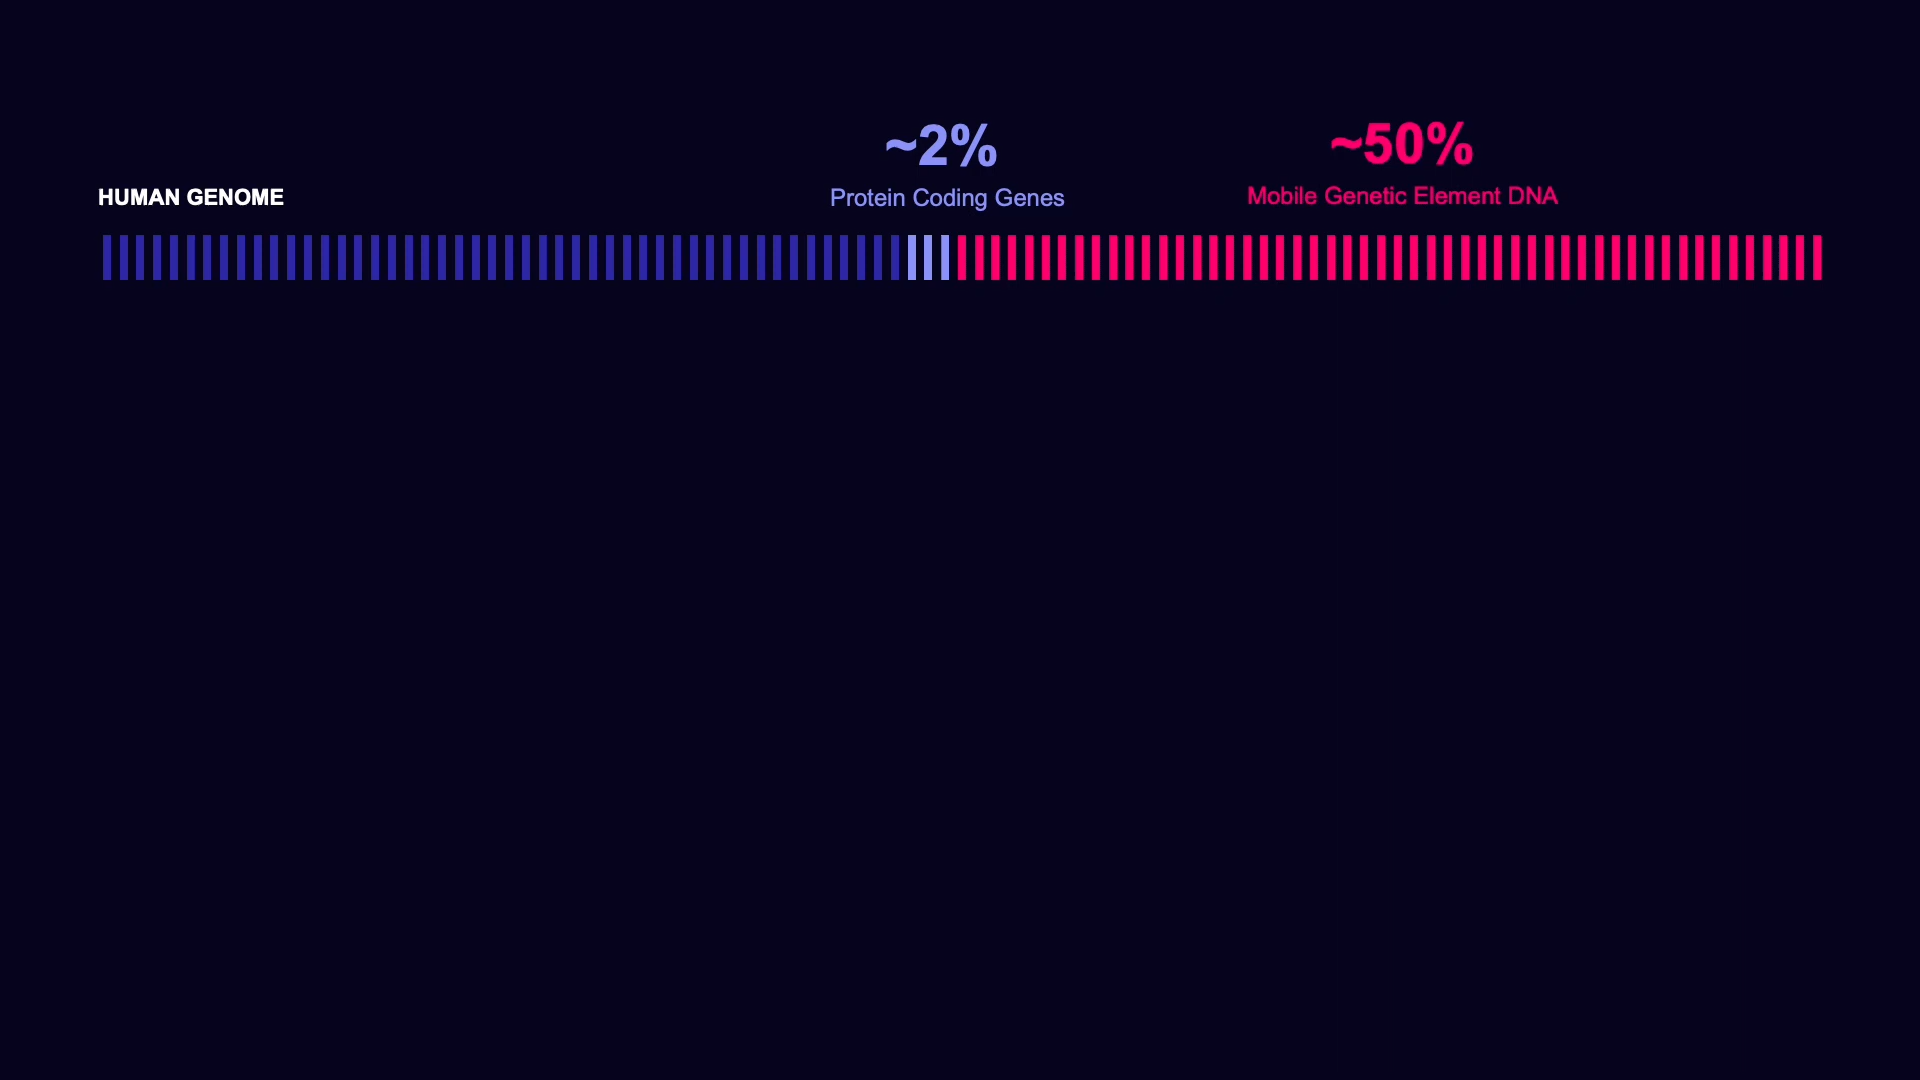 HUMAN GENOME
~2%
Protein Coding Genes
~50%
Mobile Genetic Element DNA